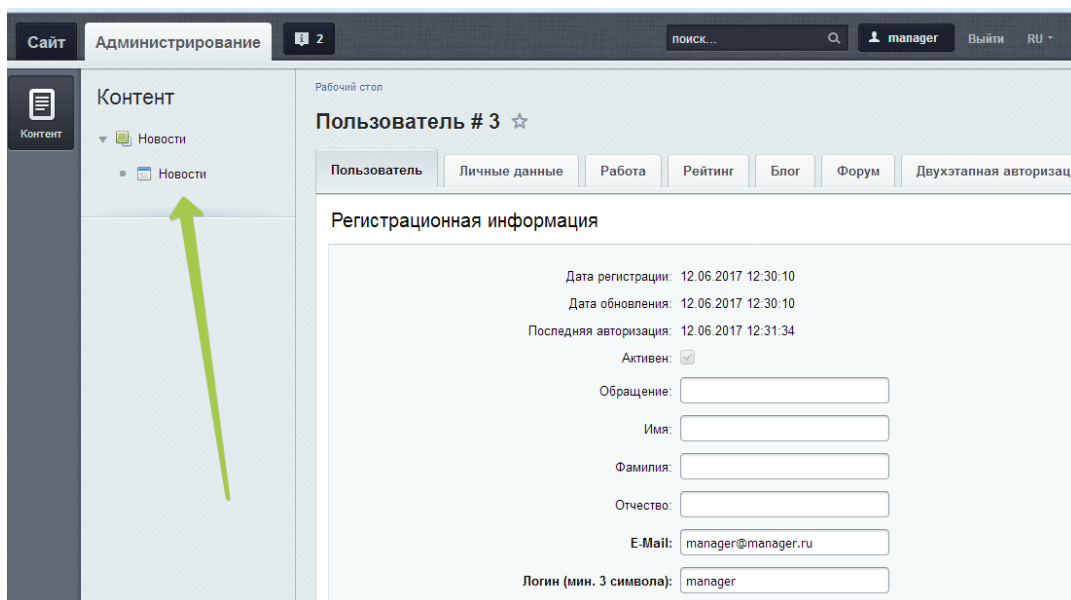 Сайт Администрирование 2 поиск... manager Выйти RU
Контент
Контент
Новости
Новости
Рабочий стол
Пользователь # 3
Пользователь Личные данные Работа Рейтинг Блог Форум Двухэтапная авторизац
Регистрационная информация
Дата регистрации: 12.06.2017 12:30:10
Дата обновления: 12.06.2017 12:30:10
Последняя авторизация: 12.06.2017 12:31:34
Активен:
Обращение:
Имя:
Фамилия:
Отчество:
E-Mail: manager@manager.ru
Логин (мин. 3 символа): manager